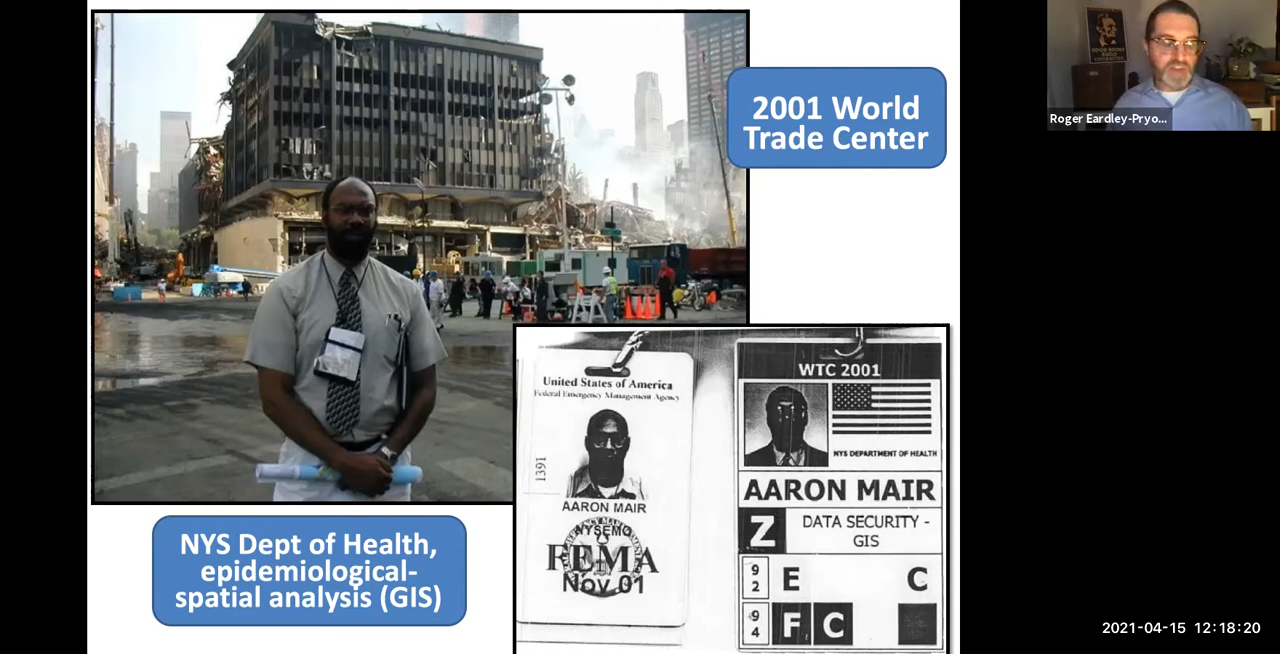 2001 World
Trade Center
NYS Dept of Health,
epidemiological-
spatial analysis (GIS)
United States of America
Federal Emergency Management Agency
1391
AARON MAIR
NYSEMO
FEMA
Nov 01
WTC 2001
NYS DEPARTMENT OF HEALTH
AARON MAIR
Z
DATA SECURITY -
GIS
92
E
C
94
F
C
Roger Eardley-Pryo...
2021-04-15 12:18:20